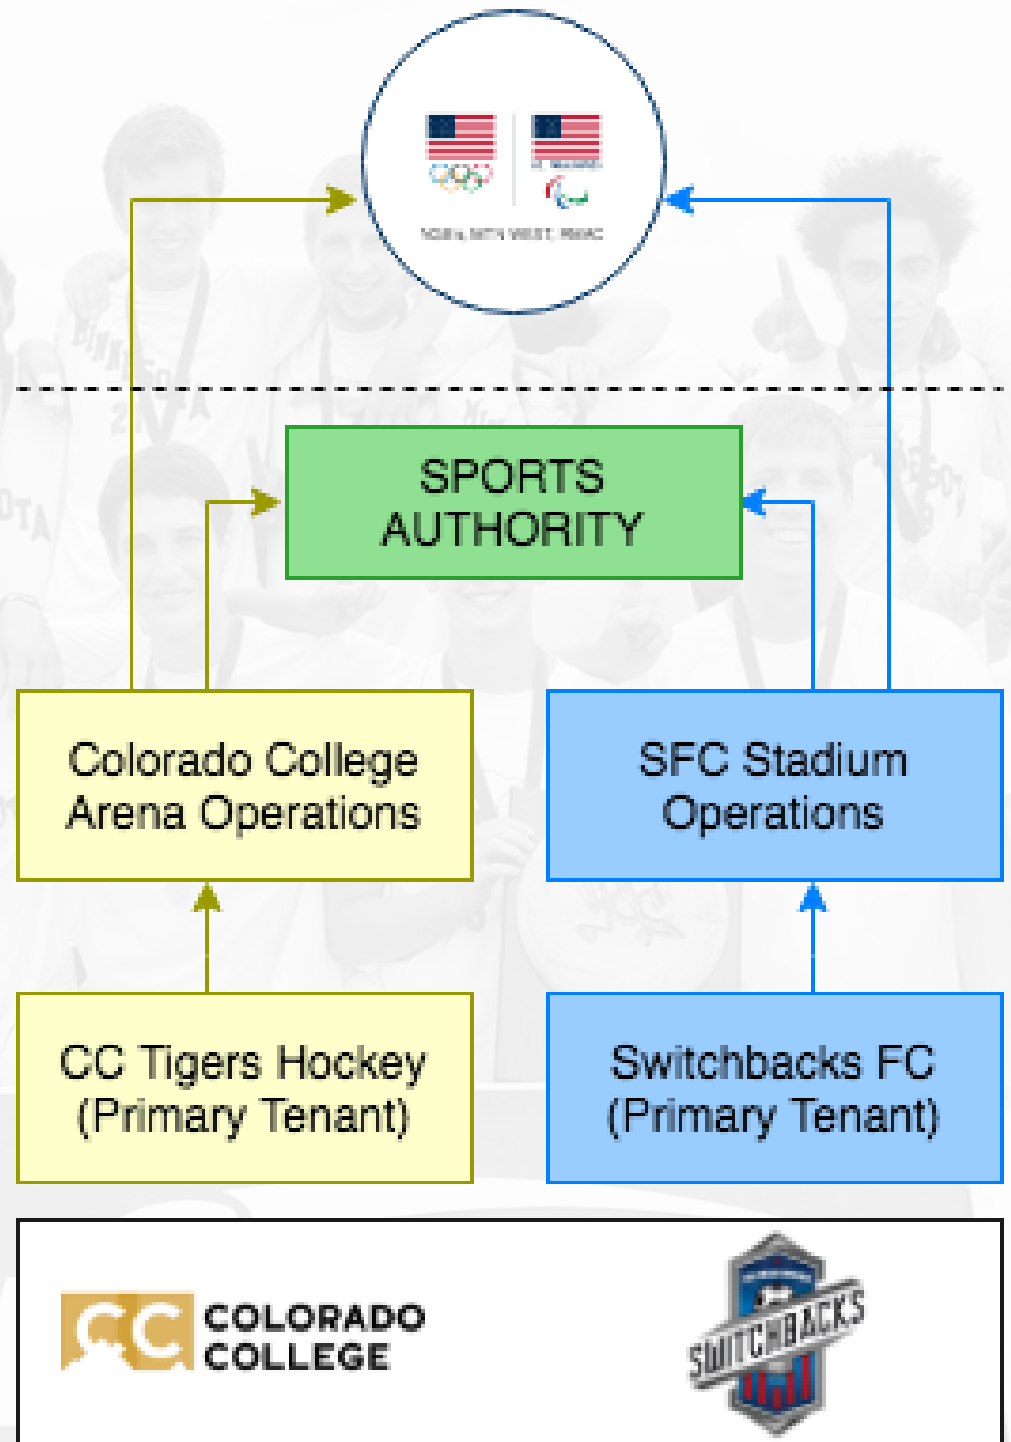 SPORTS
AUTHORITY
Colorado College
Arena Operations
SFC Stadium
Operations
CC Tigers Hockey
(Primary Tenant)
Switchbacks FC
(Primary Tenant)
CC
COLORADO
COLLEGE
SWITCHBACKS